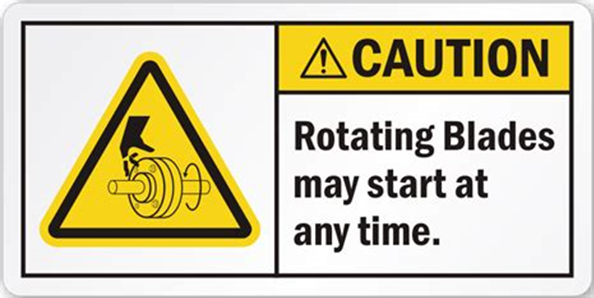 CAUTION
Rotating Blades
may start at
any time.